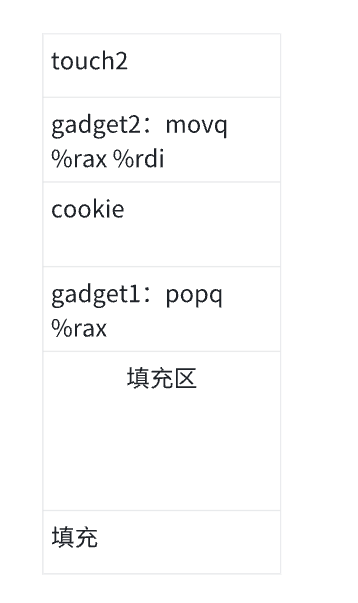 touch2
gadget2：movq
%rax %rdi
cookie
gadget1：popq
%rax
填充区
填充